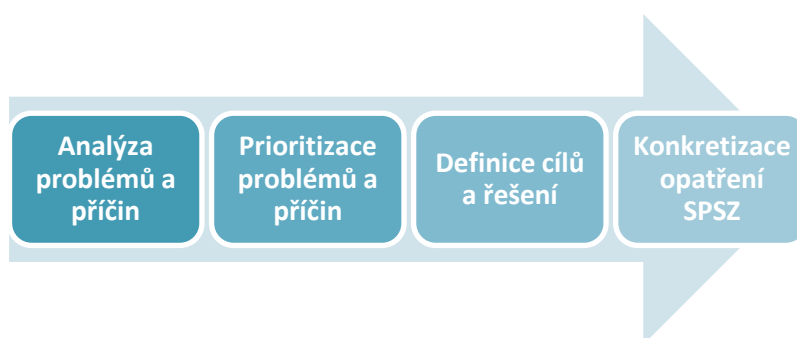 Analýza
problémů a
příčin
Prioritizace
problémů a
příčin
Definice cílů
a řešení
Konkretizace
opatření
SPSZ